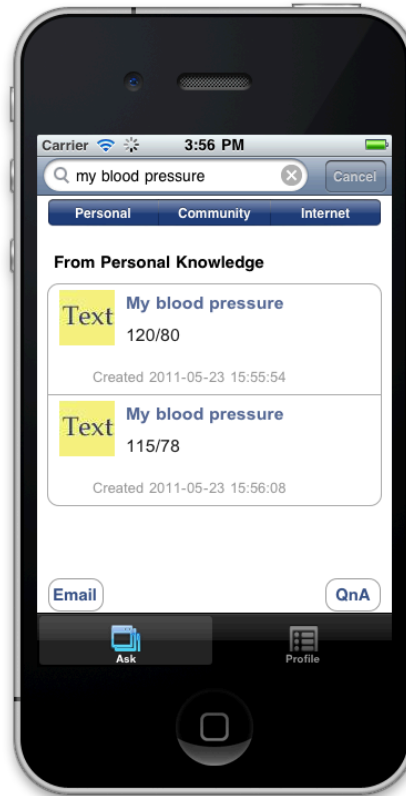 Carrier 3:56 PM
my blood pressure Cancel
Personal Community Internet
From Personal Knowledge
Text My blood pressure
120/80
Created 2011-05-23 15:55:54
Text My blood pressure
115/78
Created 2011-05-23 15:56:08
Email QnA
Ask Profile